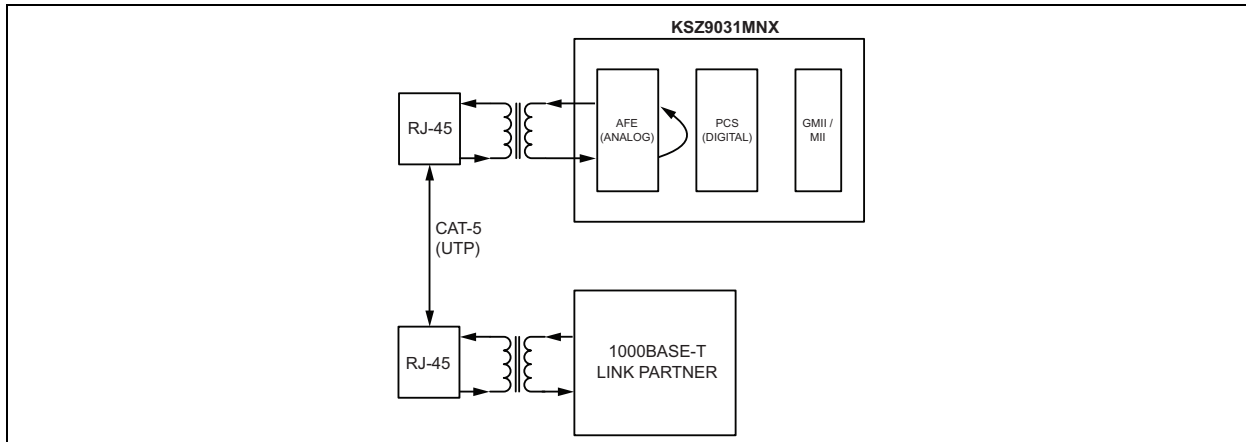 KSZ9031MNX
RJ-45
AFE
(ANALOG)
PCS
(DIGITAL)
GMII /
MII
CAT-5
(UTP)
RJ-45
1000BASE-T
LINK PARTNER